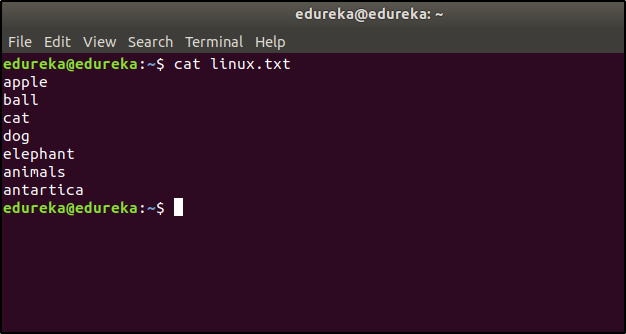 edureka@edureka: ~
File Edit View Search Terminal Help
edureka@edureka:~$ cat linux.txt
apple
ball
cat
dog
elephant
animals
antartica
edureka@edureka:~$